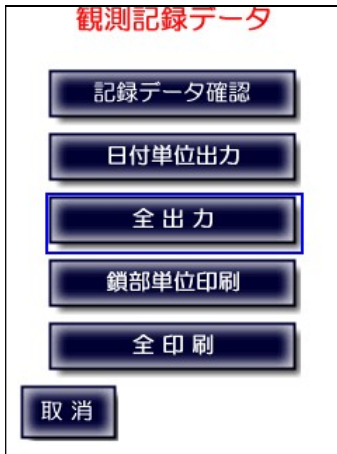 観測記録データ
記録データ確認
日付単位出力
全出力
鎖部単位印刷
全印刷
取消